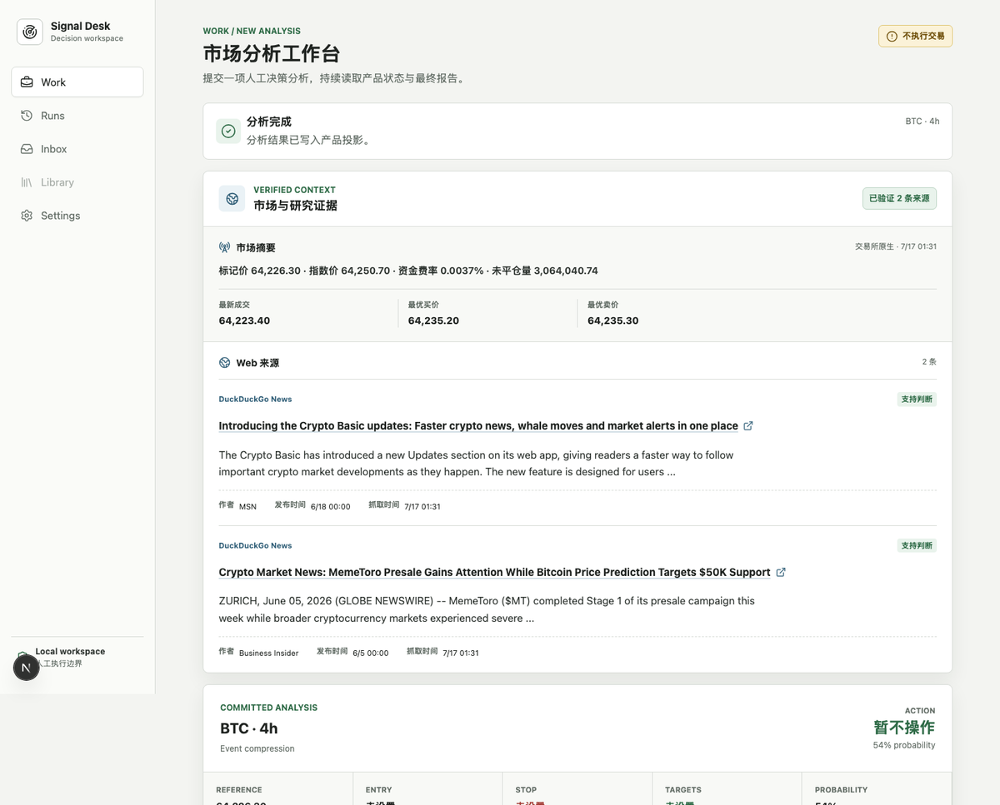 Signal Desk
Decision workspace
Work
Runs
Inbox
Library
Settings
Local workspace
人工执行边界
N
WORK / NEW ANALYSIS
市场分析工作台
提交一项人工决策分析，持续读取产品状态与最终报告。
不执行交易
分析完成
分析结果已写入产品投影。
BTC · 4h
VERIFIED CONTEXT
市场与研究证据
已验证 2 条来源
市场摘要
交易所原生 · 7/17 01:31
标记价 64,226.30 · 指数价 64,250.70 · 资金费率 0.0037% · 未平仓量 3,064,040.74
最新成交
64,223.40
最优买价
64,235.20
最优卖价
64,235.30
Web 来源
2 条
DuckDuckGo News
支持判断
Introducing the Crypto Basic updates: Faster crypto news, whale moves and market alerts in one place
The Crypto Basic has introduced a new Updates section on its web app, giving readers a faster way to follow
important crypto market developments as they happen. The new feature is designed for users ...
作者 MSN 发布时间 6/18 00:00 抓取时间 7/17 01:31
DuckDuckGo News
支持判断
Crypto Market News: MemeToro Presale Gains Attention While Bitcoin Price Prediction Targets $50K Support
ZURICH, June 05, 2026 (GLOBE NEWSWIRE) -- MemeToro ($MT) completed Stage 1 of its presale campaign this
week while broader cryptocurrency markets experienced severe ...
作者 Business Insider 发布时间 6/5 00:00 抓取时间 7/17 01:31
COMMITTED ANALYSIS
BTC · 4h
Event compression
ACTION
暂不操作
54% probability
REFERENCE
ENTRY
STOP
TARGETS
PROBABILITY